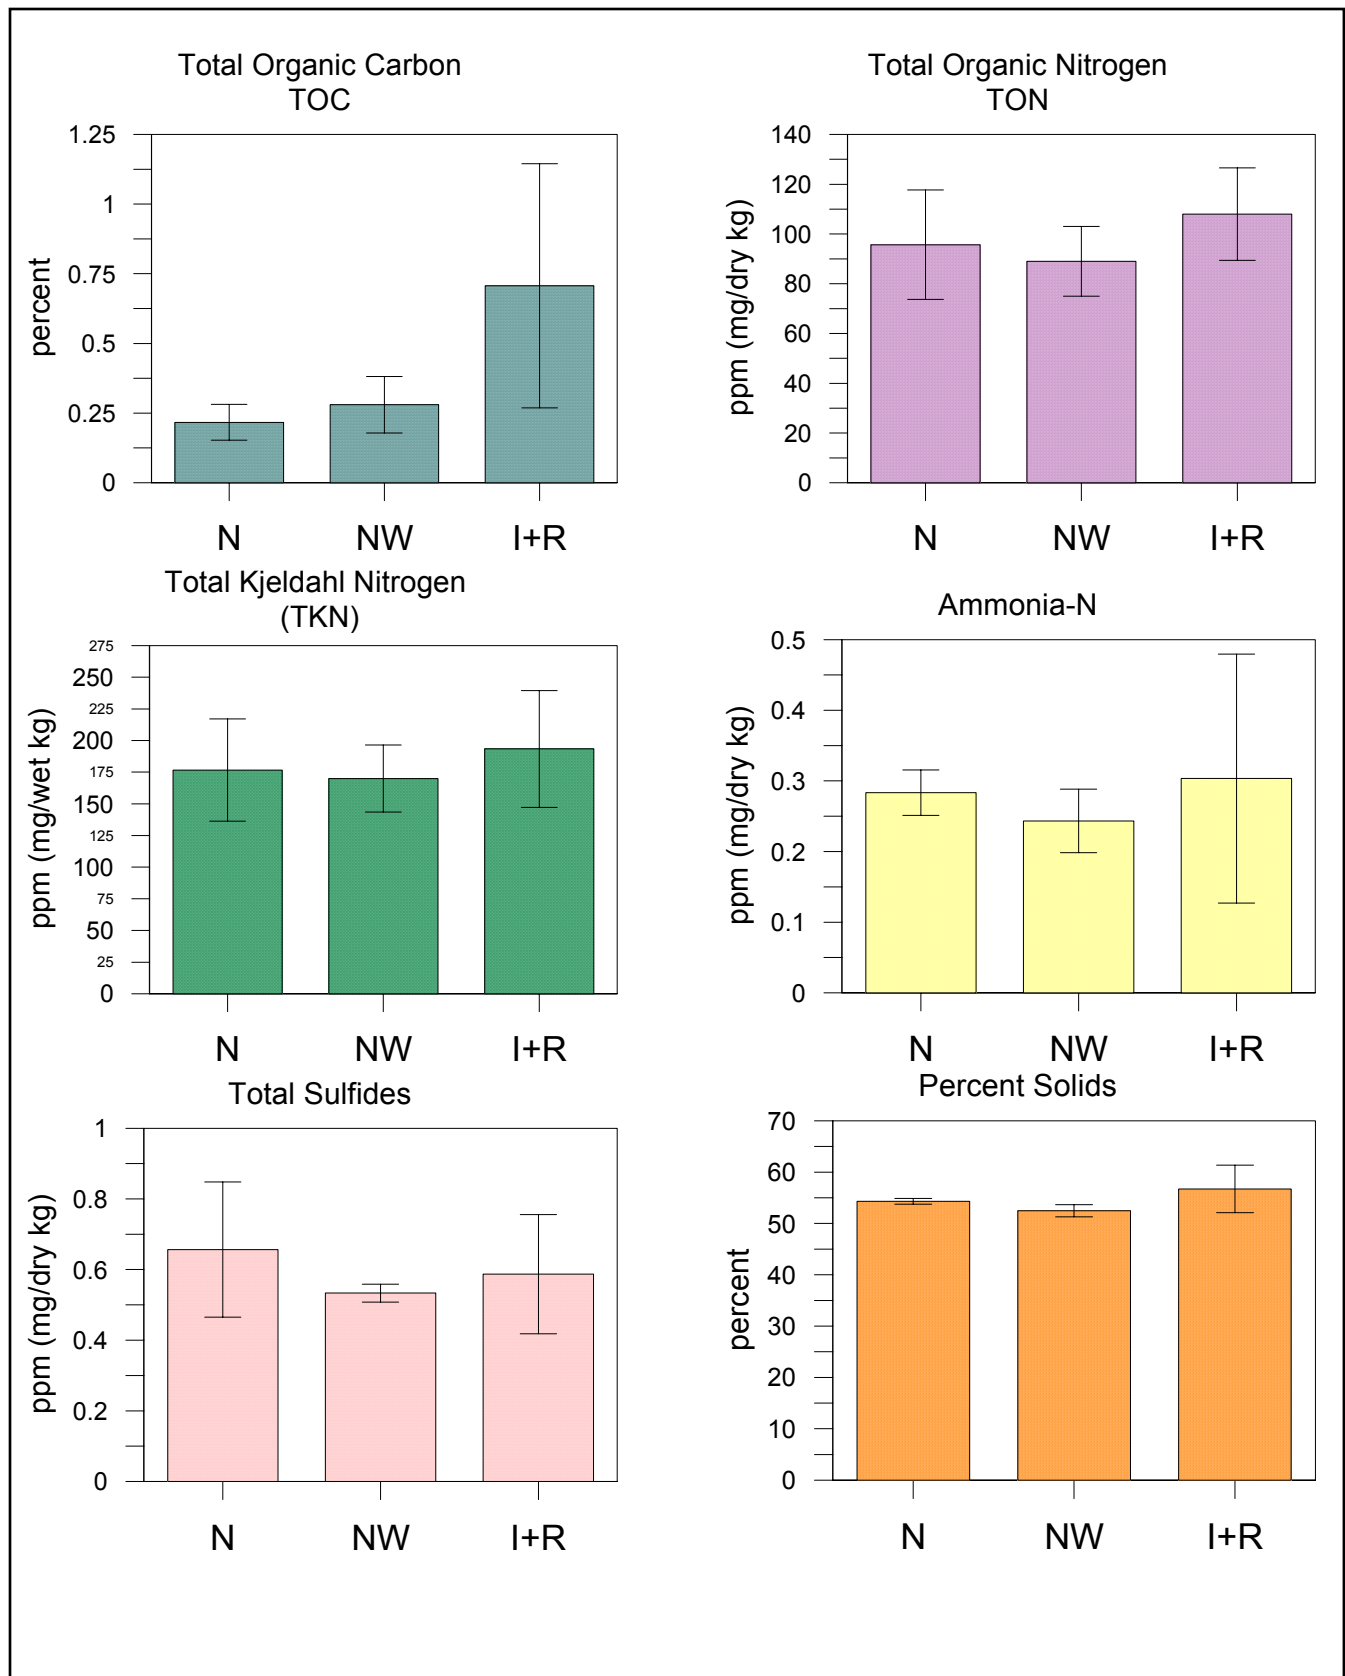 Total Organic Carbon
TOC
percent
1.25
1
0.75
0.5
0.25
0
N NW I+R
Total Organic Nitrogen
TON
ppm (mg/dry kg)
140
120
100
80
60
40
20
0
N NW I+R
Total Kjeldahl Nitrogen
(TKN)
ppm (mg/wet kg)
275
250
225
200
175
150
125
100
75
50
25
0
N NW I+R
Ammonia-N
ppm (mg/dry kg)
0.5
0.4
0.3
0.2
0.1
0
N NW I+R
Total Sulfides
ppm (mg/dry kg)
1
0.8
0.6
0.4
0.2
0
N NW I+R
Percent Solids
percent
70
60
50
40
30
20
10
0
N NW I+R